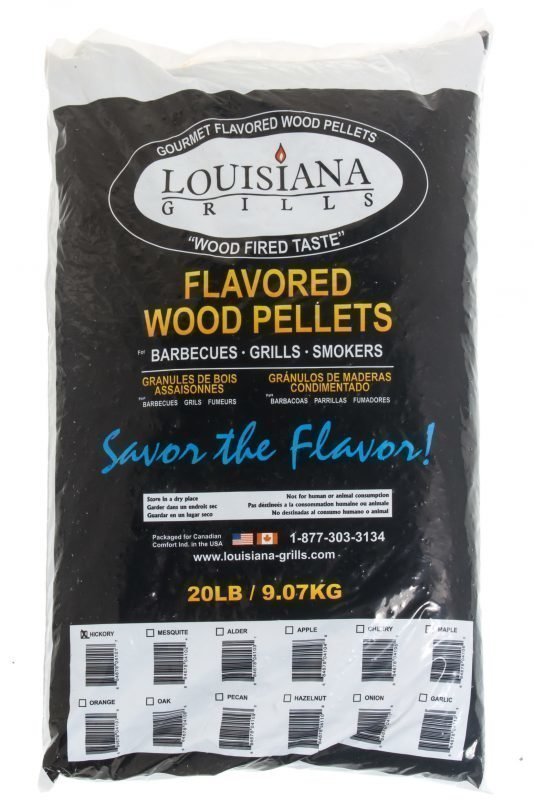 GOURMET FLAVORED WOOD PELLETS
LOUISIANA
GRILLS
"WOOD FIRED TASTE"
FLAVORED
WOOD PELLETS
For BARBECUES · GRILLS · SMOKERS
GRANULES DE BOIS
ASSAISONNES
BARBECUES GRILS FUMEURS
GRÁNULOS DE MADERAS
CONDIMENTADO
BARBACOAS PARRILLAS FUMADORES
Savor the Flavor!
Store in a dry place
Garder dans un endroit sec
Guardar en un lugar seco
Not for human or animal consumption
Pas déstinées à la consommation humaine ou animale
No destinadas al consumo humano o animal
Packaged for Canadian
Comfort Ind. in the USA
1-877-303-3134
www.louisiana-grills.com
20LB / 9.07KG
HICKORY MESQUITE ALDER APPLE CHERRY MAPLE
ORANGE OAK PECAN HAZELNUT ONION GARLIC